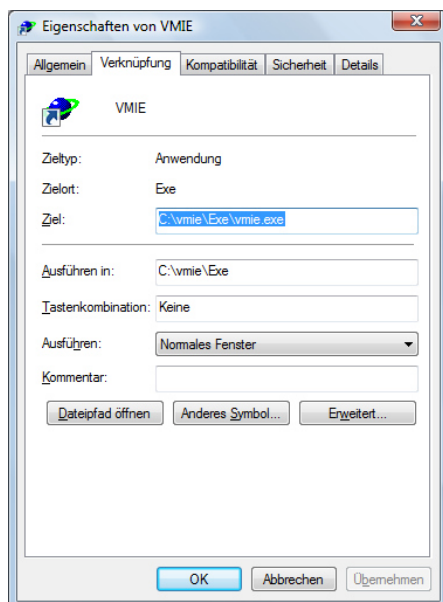 Eigenschaften von VMIE
Allgemein Verknüpfung Kompatibilität Sicherheit Details
VMIE
Zieltyp: Anwendung
Zielort: Exe
Ziel: C:\vmie\Exe\vmie.exe
Ausführen in: C:\vmie\Exe
Tastenkombination: Keine
Ausführen: Normales Fenster
Kommentar:
Dateipfad öffnen Anderes Symbol... Erweitert...
OK Abbrechen Übernehmen